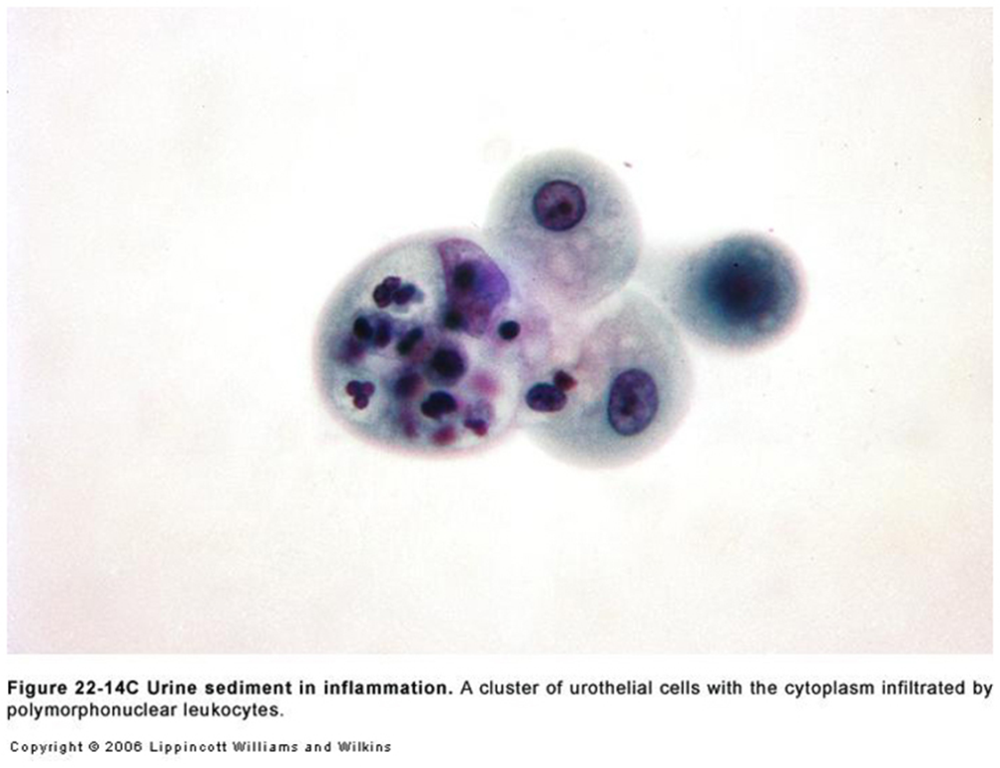 Figure 22-14C Urine sediment in inflammation. A cluster of urothelial cells with the cytoplasm infiltrated by
polymorphonuclear leukocytes.
Copyright © 2006 Lippincott Williams and Wilkins